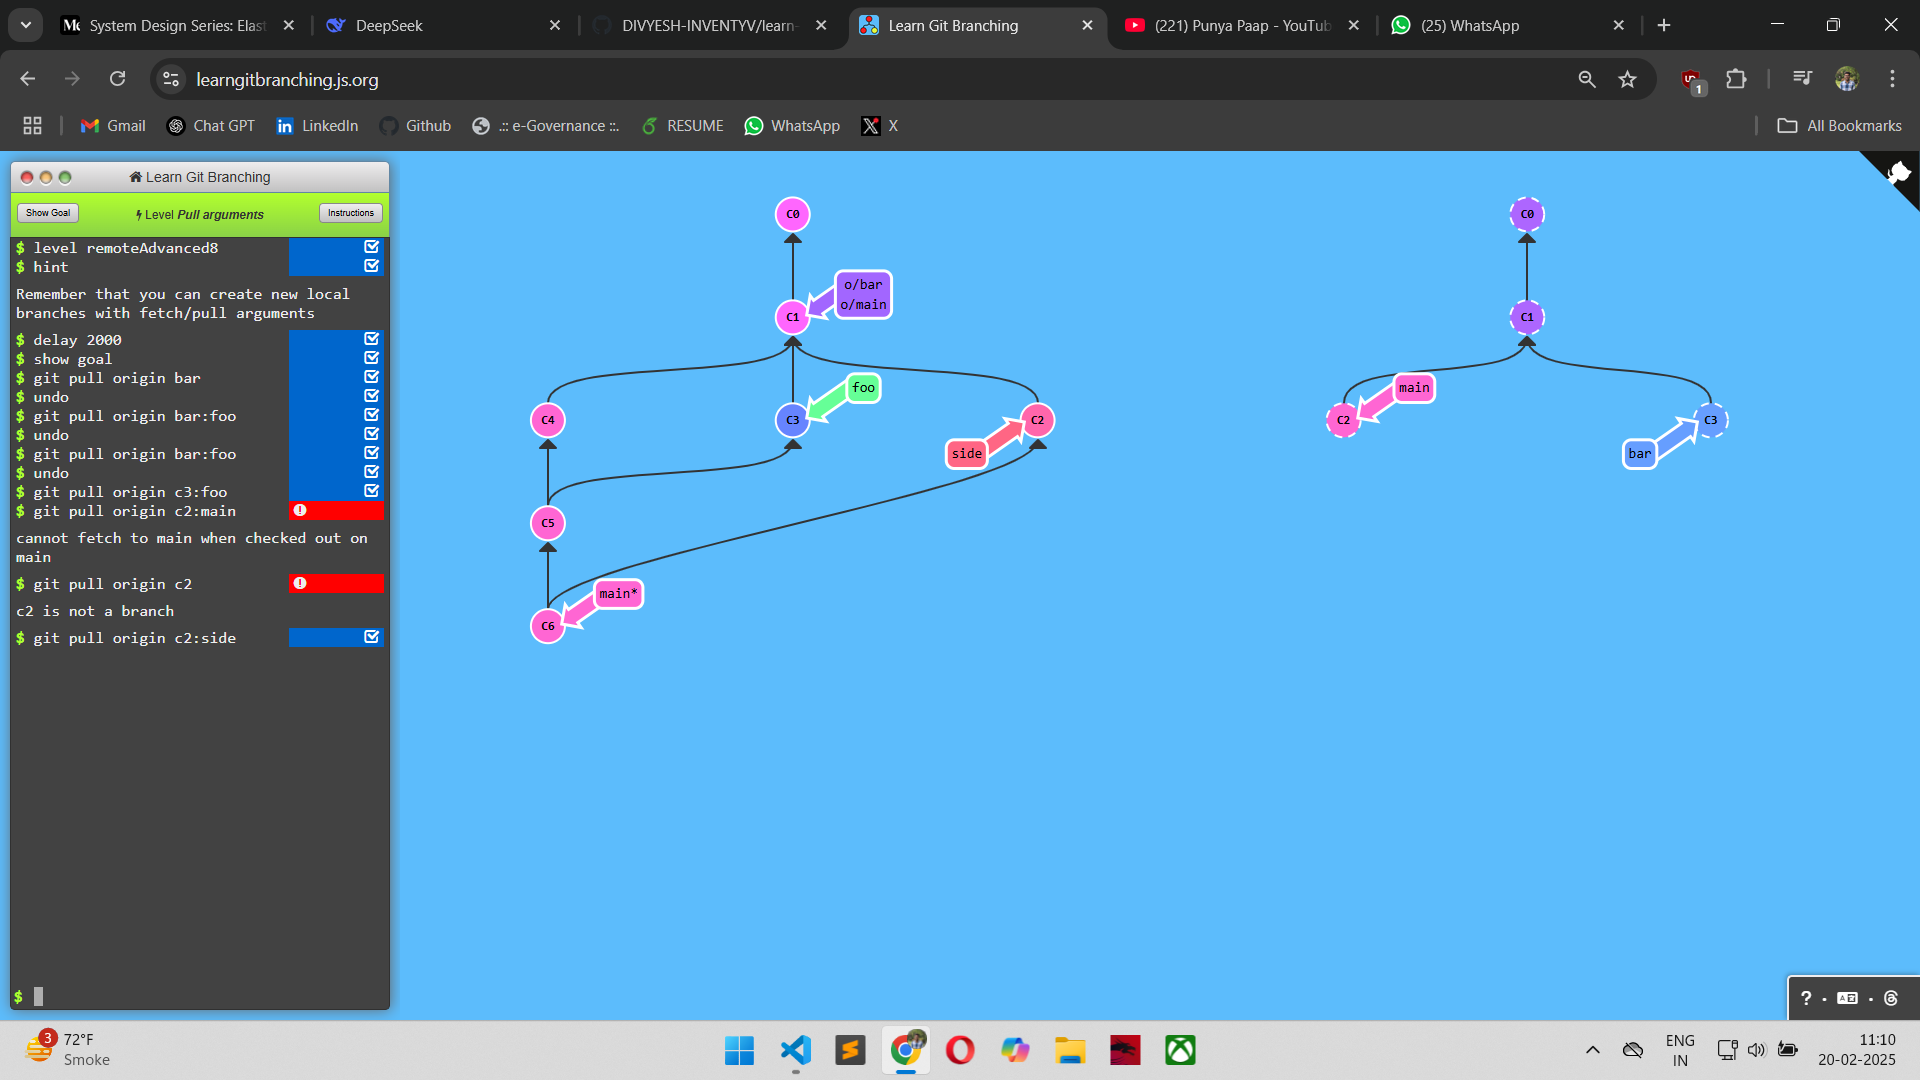 System Design Series: Elast
DeepSeek
DIVYESH-INVENTYV/learn-
Learn Git Branching
(221) Punya Paap - YouTub
(25) WhatsApp
learngitbranching.js.org
1
Gmail
Chat GPT
LinkedIn
Github
.:: e-Governance ::.
RESUME
WhatsApp
X
All Bookmarks
Learn Git Branching
Show Goal
Level Pull arguments
Instructions
$ level remoteAdvanced8
$ hint
Remember that you can create new local
branches with fetch/pull arguments
$ delay 2000
$ show goal
$ git pull origin bar
$ undo
$ git pull origin bar:foo
$ undo
$ git pull origin bar:foo
$ undo
$ git pull origin c3:foo
$ git pull origin c2:main
cannot fetch to main when checked out on
main
$ git pull origin c2
c2 is not a branch
$ git pull origin c2:side
$
C0
o/bar
o/main
C1
foo
C4
C3
C2
side
C5
main*
C6
C0
C1
main
C2
C3
bar
?
3
72°F
Smoke
ENG
IN
11:10
20-02-2025